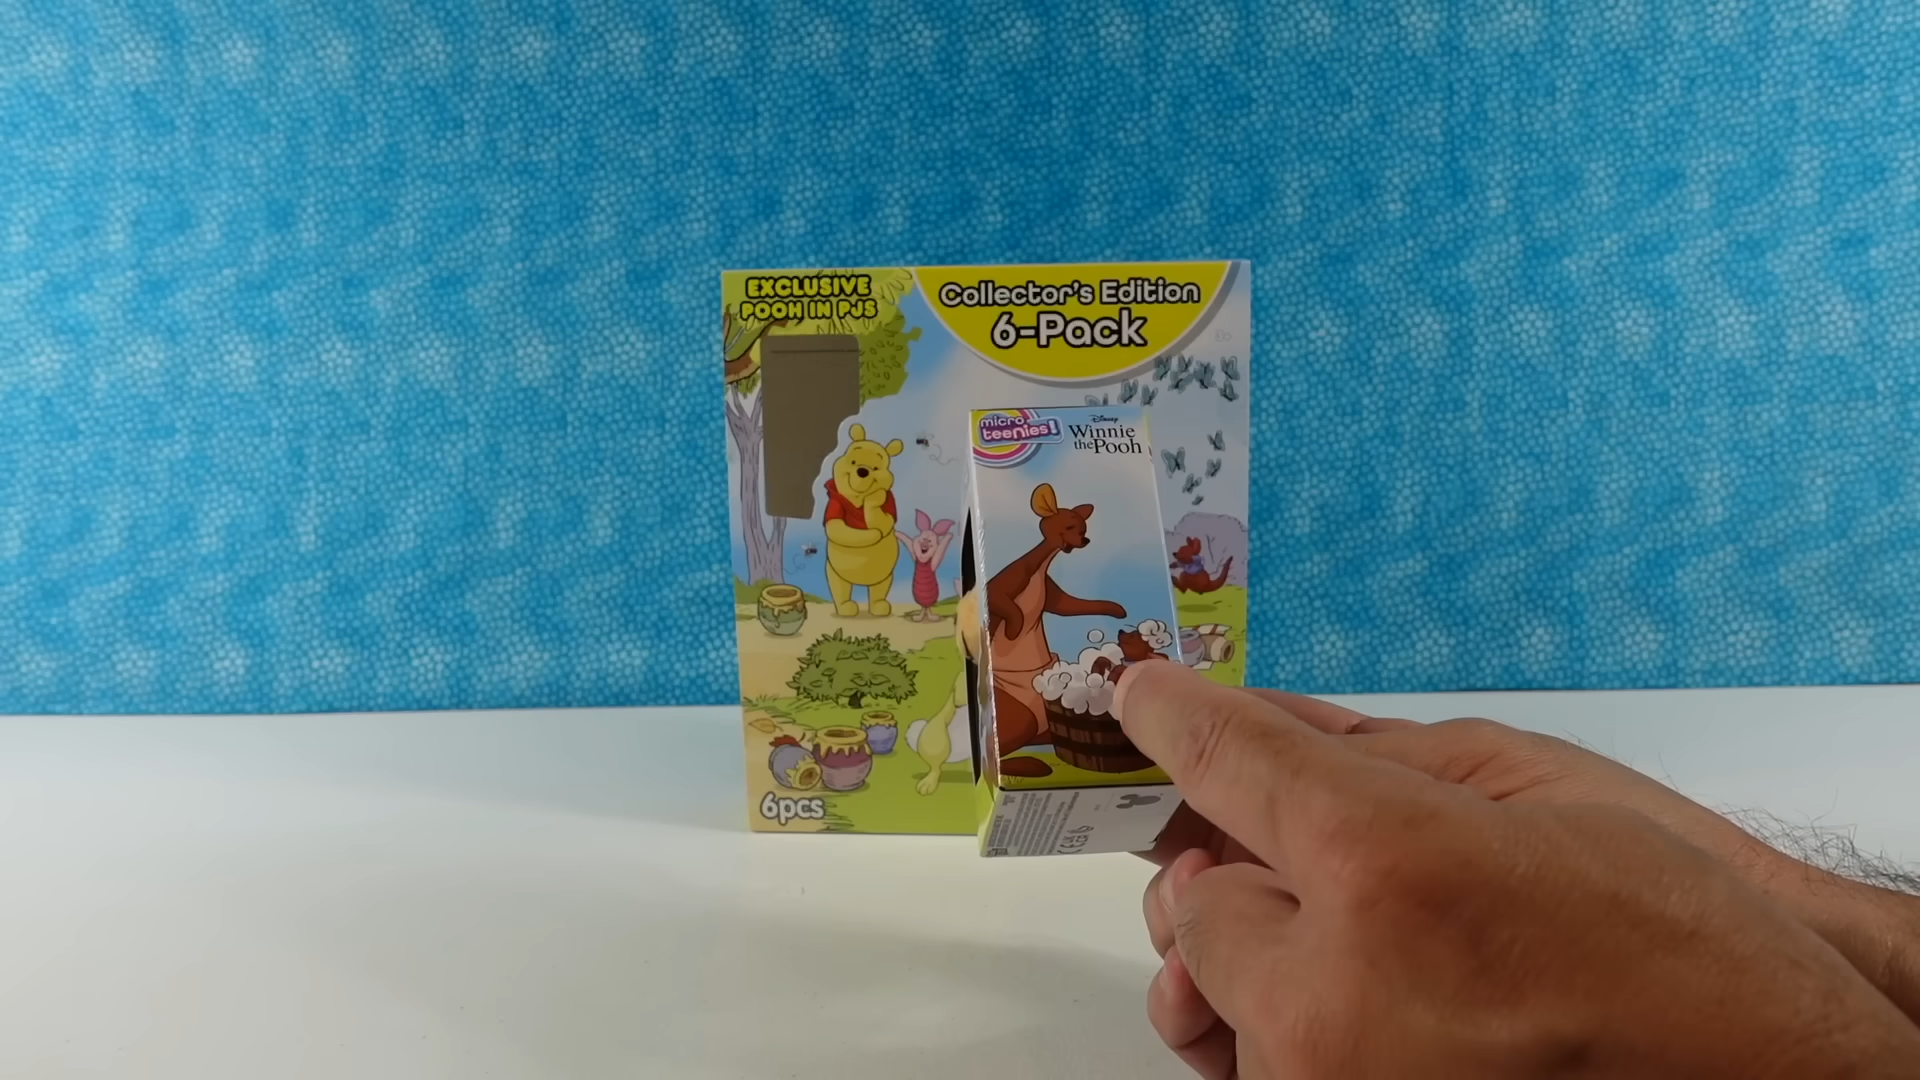 EXCLUSIVE
POOH IN PJS
Collector's Edition
6-Pack
micro
teenies!
Disney
Winnie
the Pooh
6pcs